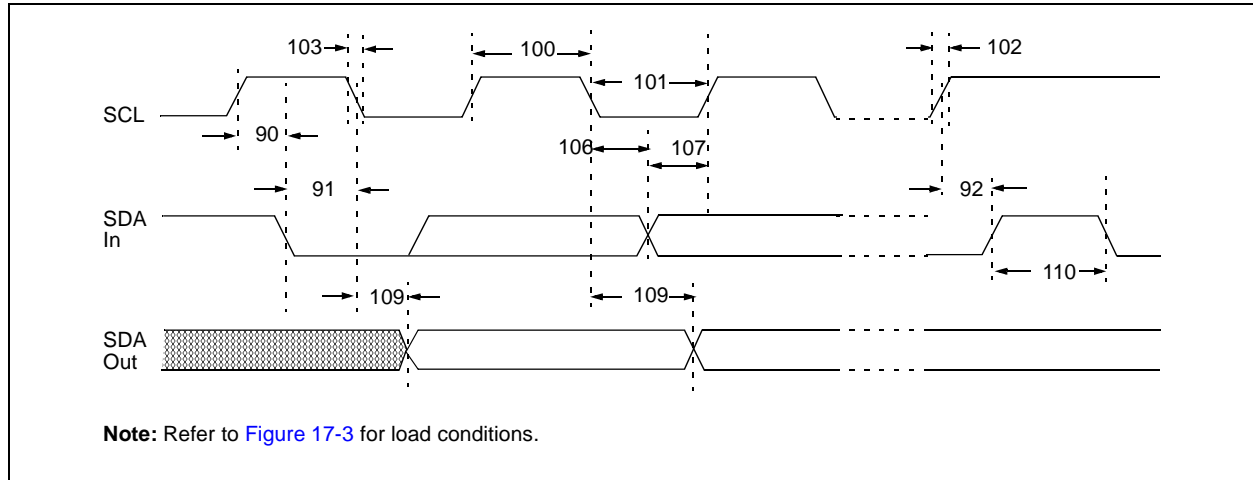 103
100
102
101
SCL
90
106
107
91
92
SDA
In
109
109
110
SDA
Out
Note: Refer to Figure 17-3 for load conditions.